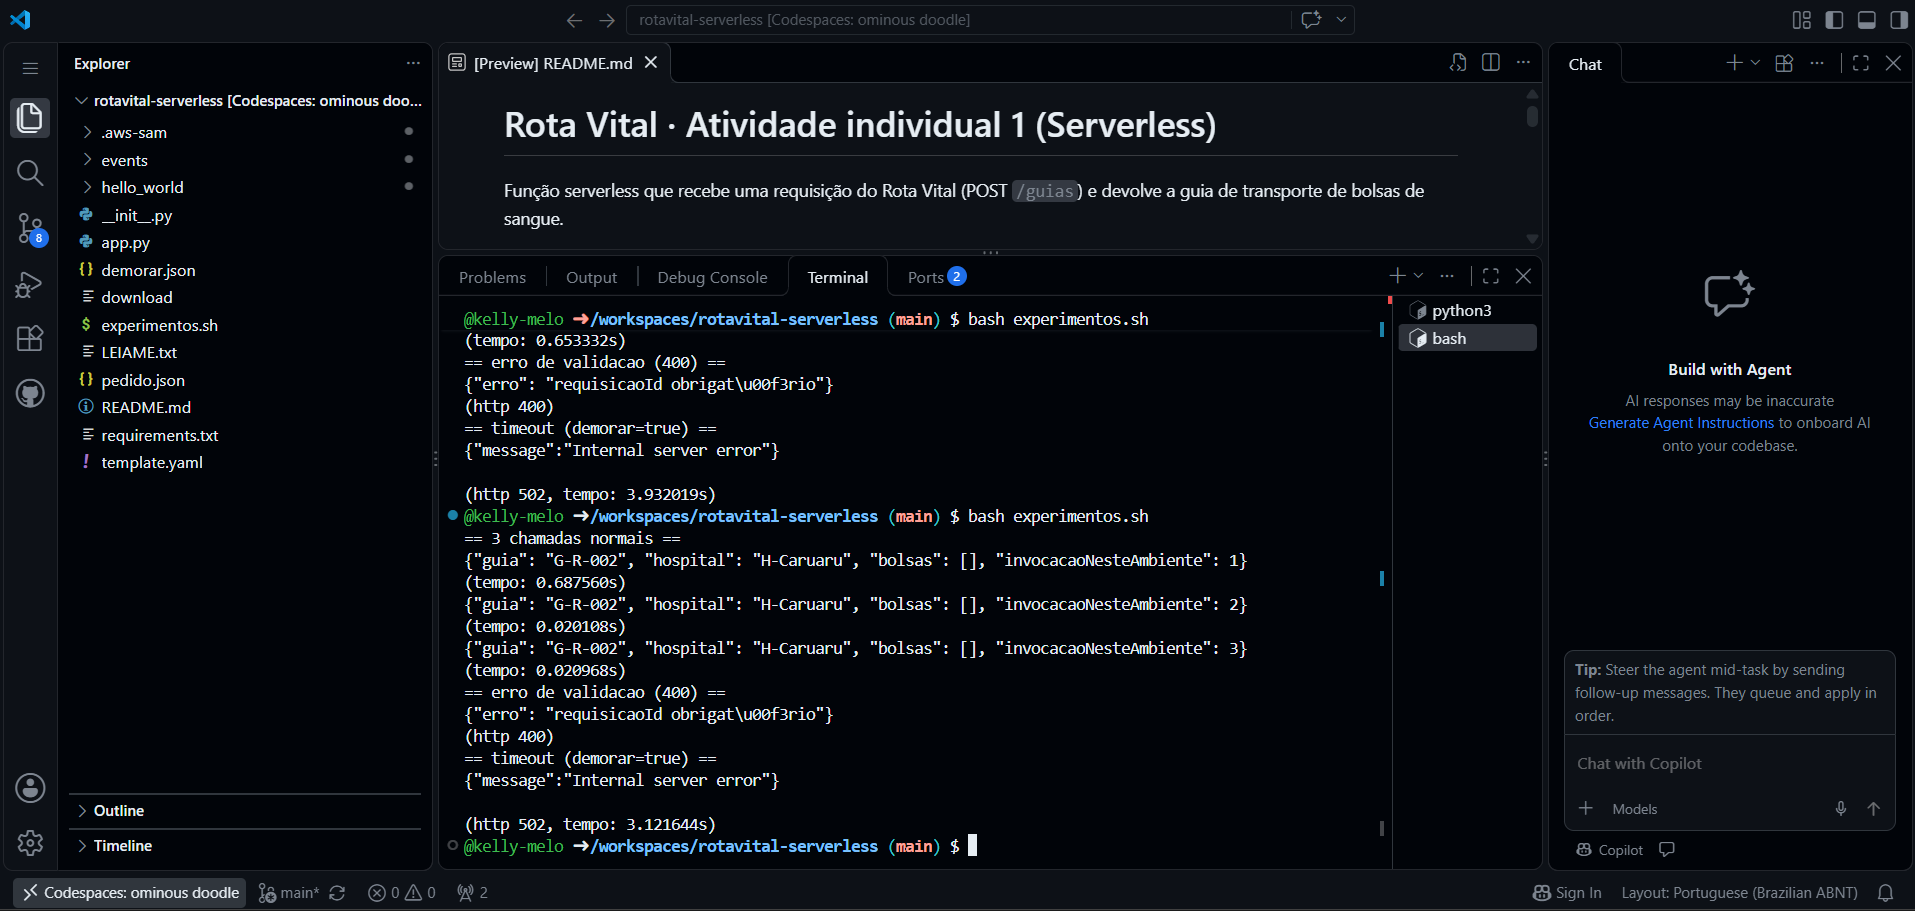 rotavital-serverless [Codespaces: ominous doodle]
Explorer
rotavital-serverless [Codespaces: ominous doo...
.aws-sam
events
hello_world
__init__.py
app.py
demorar.json
download
experimentos.sh
LEIAME.txt
pedido.json
README.md
requirements.txt
template.yaml
8
Outline
Timeline
[Preview] README.md
Rota Vital · Atividade individual 1 (Serverless)
Função serverless que recebe uma requisição do Rota Vital (POST /guias) e devolve a guia de transporte de bolsas de
sangue.
Problems
Output
Debug Console
Terminal
Ports 2
@kelly-melo ➜/workspaces/rotavital-serverless (main) $ bash experimentos.sh
(tempo: 0.653332s)
== erro de validacao (400) ==
{"erro": "requisicaoId obrigat\u00f3rio"}
(http 400)
== timeout (demorar=true) ==
{"message":"Internal server error"}
(http 502, tempo: 3.932019s)
@kelly-melo ➜/workspaces/rotavital-serverless (main) $ bash experimentos.sh
== 3 chamadas normais ==
{"guia": "G-R-002", "hospital": "H-Caruaru", "bolsas": [], "invocacaoNesteAmbiente": 1}
(tempo: 0.687560s)
{"guia": "G-R-002", "hospital": "H-Caruaru", "bolsas": [], "invocacaoNesteAmbiente": 2}
(tempo: 0.020108s)
{"guia": "G-R-002", "hospital": "H-Caruaru", "bolsas": [], "invocacaoNesteAmbiente": 3}
(tempo: 0.020968s)
== erro de validacao (400) ==
{"erro": "requisicaoId obrigat\u00f3rio"}
(http 400)
== timeout (demorar=true) ==
{"message":"Internal server error"}
(http 502, tempo: 3.121644s)
@kelly-melo ➜/workspaces/rotavital-serverless (main) $
python3
bash
Chat
Build with Agent
AI responses may be inaccurate
Generate Agent Instructions to onboard AI
onto your codebase.
Tip: Steer the agent mid-task by sending
follow-up messages. They queue and apply in
order.
Chat with Copilot
Models
Copilot
Codespaces: ominous doodle
main*
0
0
2
Sign In
Layout: Portuguese (Brazilian ABNT)